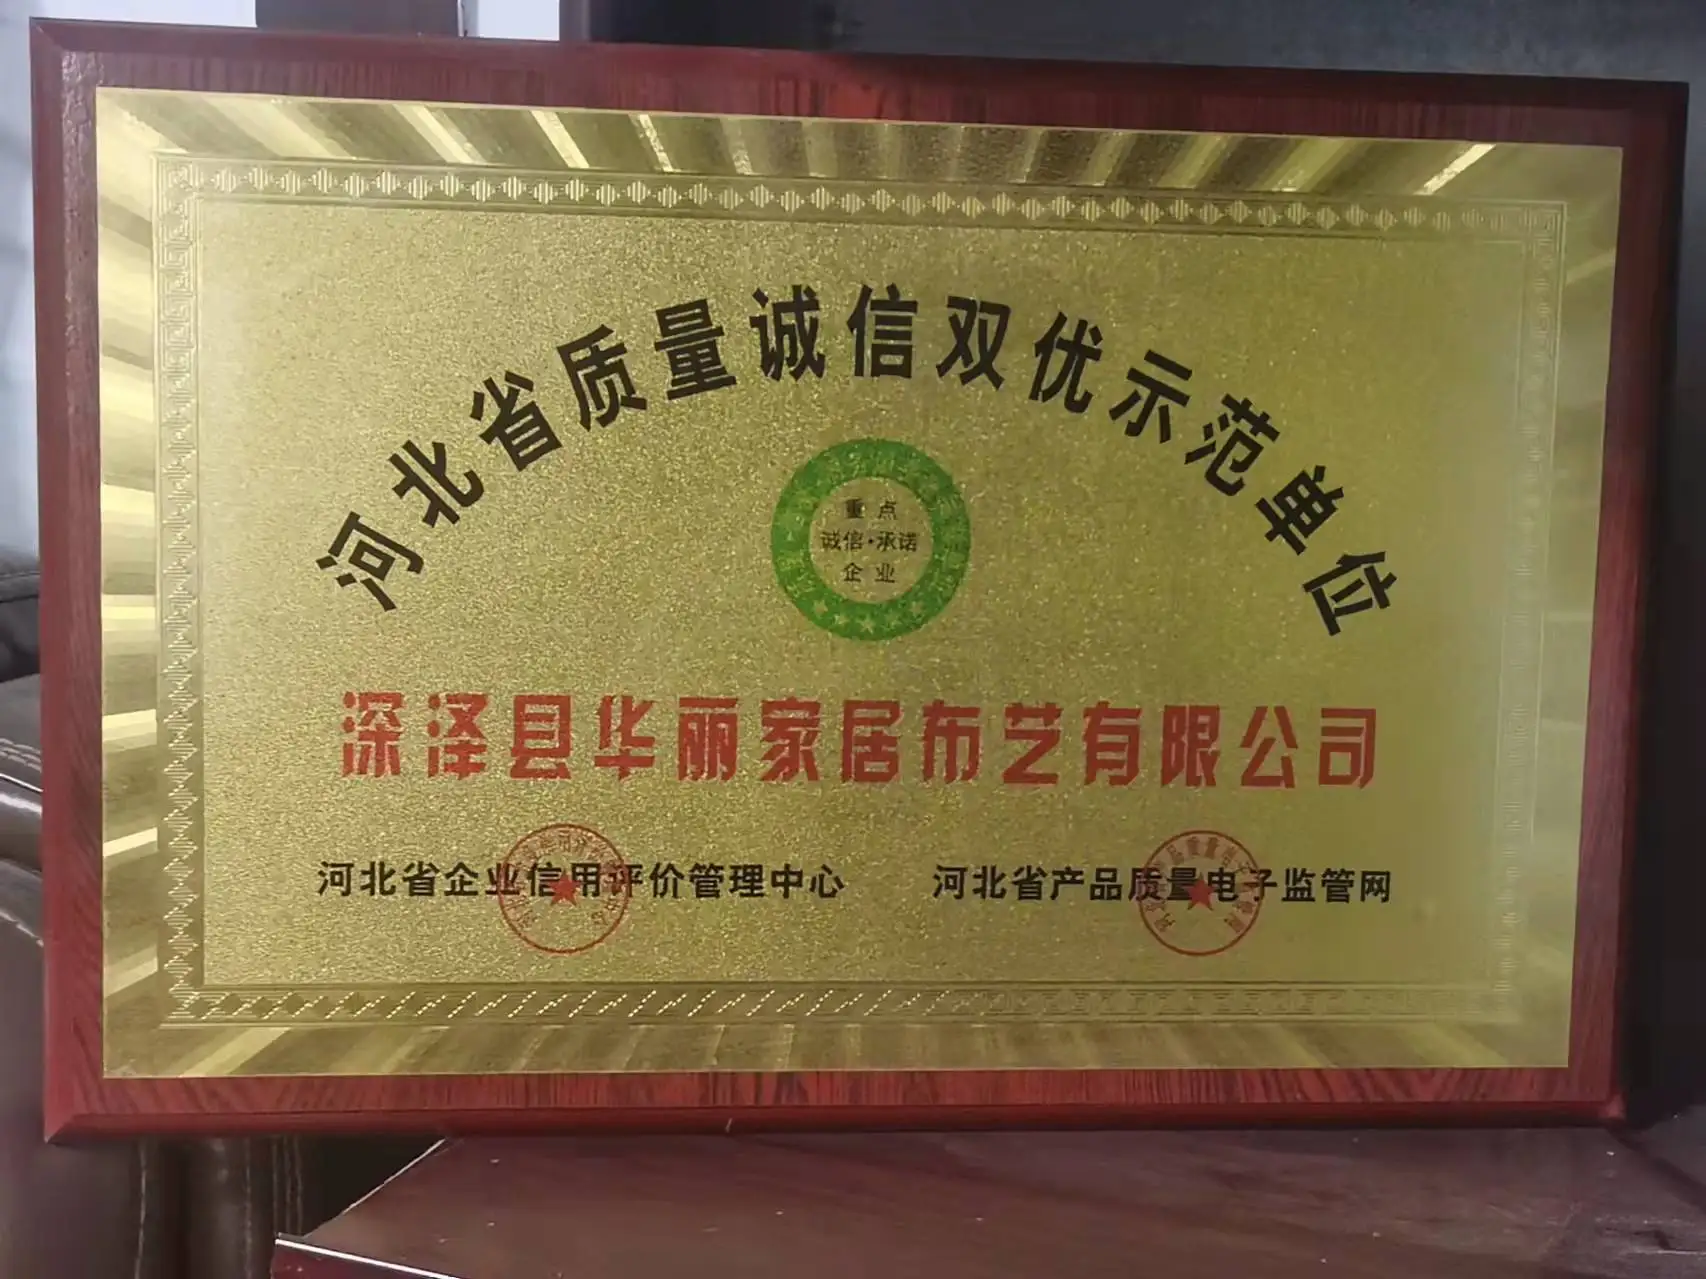 河北省质量诚信双优示范单位
重点
诚信·承诺
企业
深泽县华丽家居布艺有限公司
河北省企业信用评价管理中心
河北省产品质量电子监管网